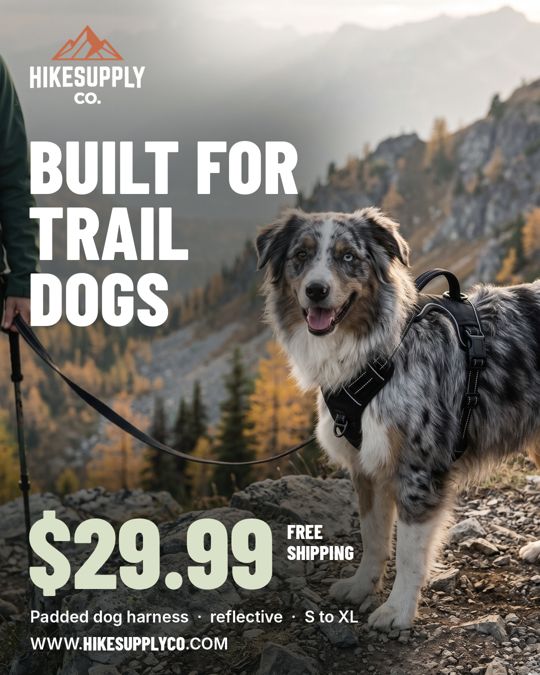 HIKESUPPLY
CO.
BUILT FOR
TRAIL
DOGS
$29.99
FREE
SHIPPING
Padded dog harness · reflective · S to XL
WWW.HIKESUPPLYCO.COM